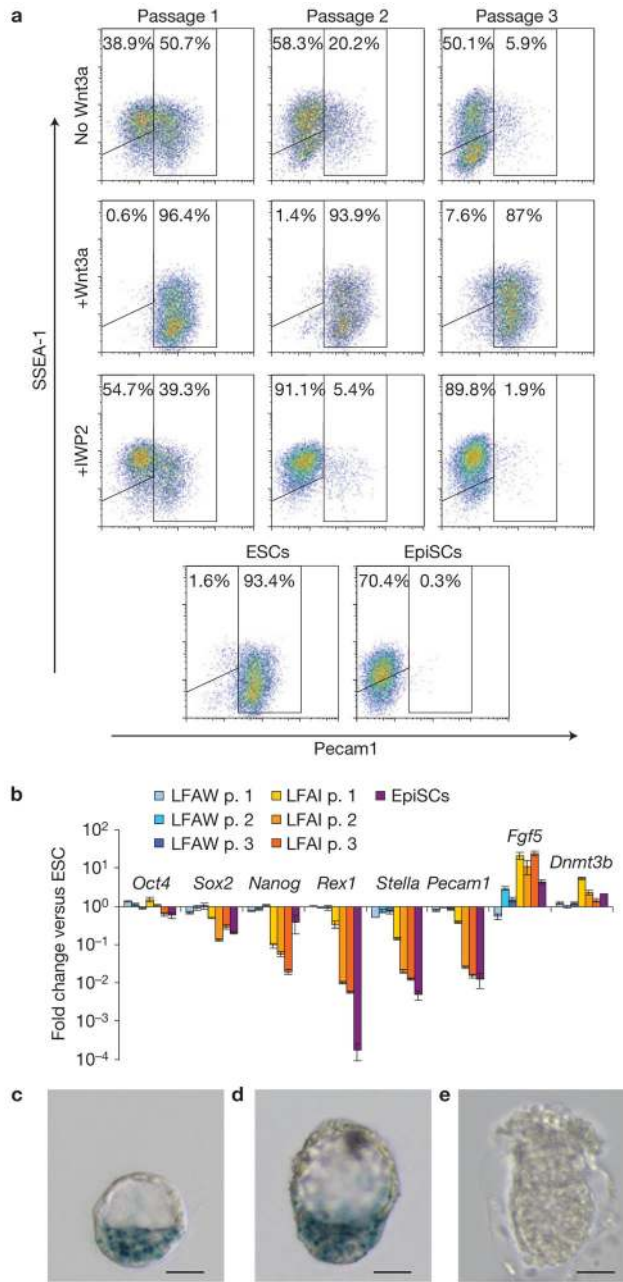 a
Passage 1 Passage 2 Passage 3
No Wnt3a
38.9% 50.7% 58.3% 20.2% 50.1% 5.9%
+Wnt3a
0.6% 96.4% 1.4% 93.9% 7.6% 87%
SSEA-1
+IWP2
54.7% 39.3% 91.1% 5.4% 89.8% 1.9%
ESCs EpiSCs
1.6% 93.4% 70.4% 0.3%
Pecam1
b
LFAW p. 1 LFAI p. 1 EpiSCs
LFAW p. 2 LFAI p. 2
LFAW p. 3 LFAI p. 3
Fold change versus ESC
10²
10¹
10⁰
10⁻¹
10⁻²
10⁻³
10⁻⁴
Oct4 Sox2 Nanog Rex1 Stella Pecam1 Fgf5 Dnmt3b
c d e